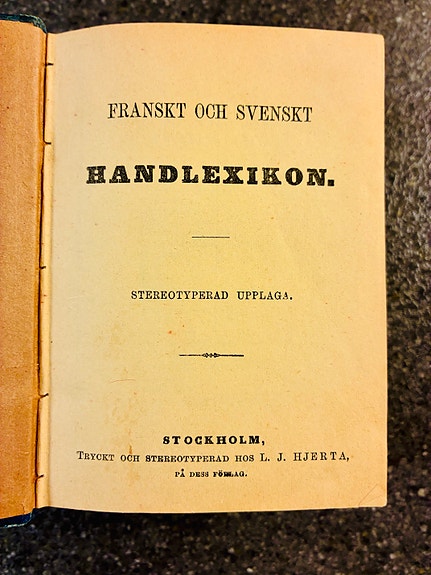 FRANSKT OCH SVENSKT
HANDLEXIKON.
STEREOTYPERAD UPPLAGA.
STOCKHOLM,
TRYCKT OCH STEREOTYPERAD HOS L. J. HJERTA,
PÅ DESS FÖRLAG.